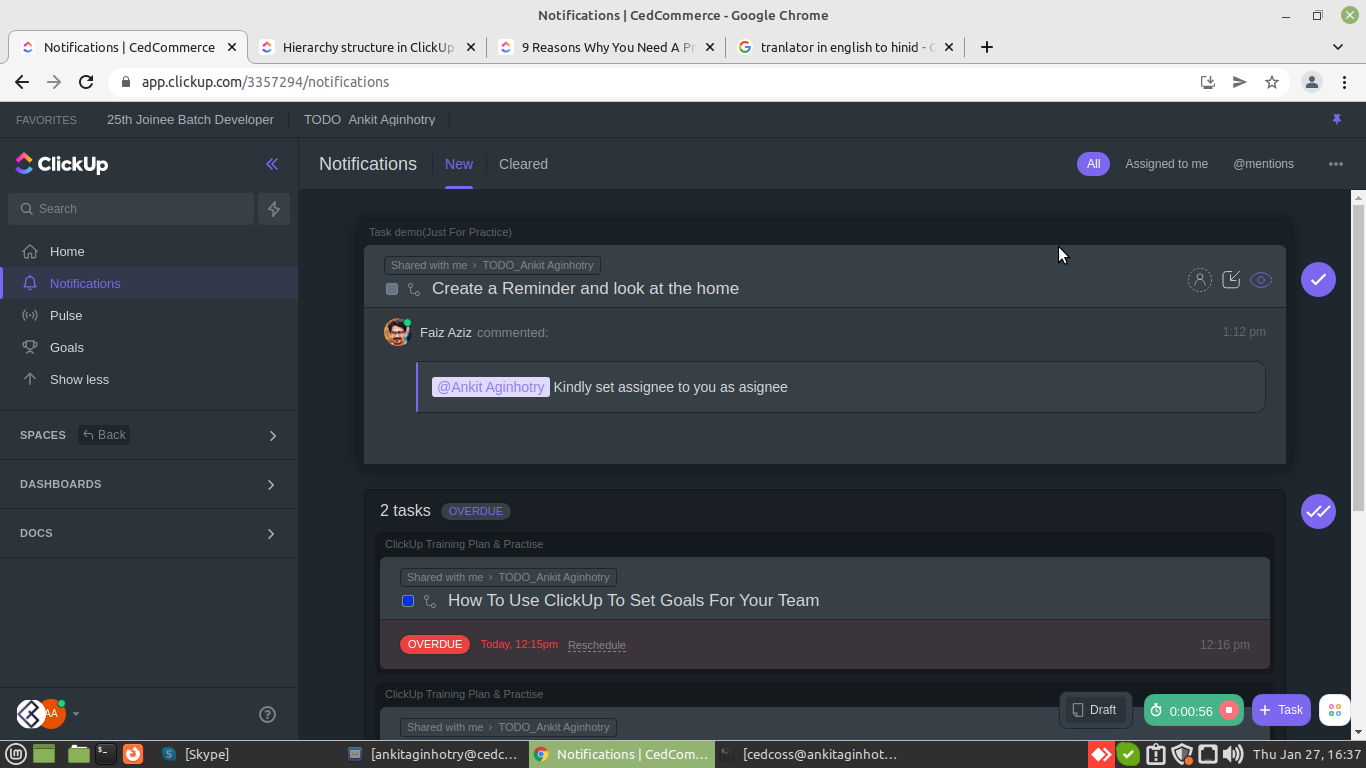 Notifications | CedCommerce - Google Chrome
Notifications | CedCommerce
Hierarchy structure in ClickUp
9 Reasons Why You Need A Pr
tranlator in english to hinid - G
app.clickup.com/3357294/notifications
FAVORITES
25th Joinee Batch Developer
TODO_Ankit Aginhotry
ClickUp
Notifications
New
Cleared
All
Assigned to me
@mentions
Search
Home
Notifications
Pulse
Goals
Show less
SPACES
Back
DASHBOARDS
DOCS
Task demo(Just For Practice)
Shared with me › TODO_Ankit Aginhotry
Create a Reminder and look at the home
Faiz Aziz commented:
1:12 pm
@Ankit Aginhotry Kindly set assignee to you as asignee
2 tasks OVERDUE
ClickUp Training Plan & Practise
Shared with me › TODO_Ankit Aginhotry
How To Use ClickUp To Set Goals For Your Team
OVERDUE Today, 12:15pm Reschedule
12:16 pm
ClickUp Training Plan & Practise
Shared with me › TODO_Ankit Aginhotry
AA
Draft
0:00:56
+ Task
[Skype]
[ankitaginhotry@cedc...
Notifications | CedCom...
[cedcoss@ankitaginhot...
Thu Jan 27, 16:37